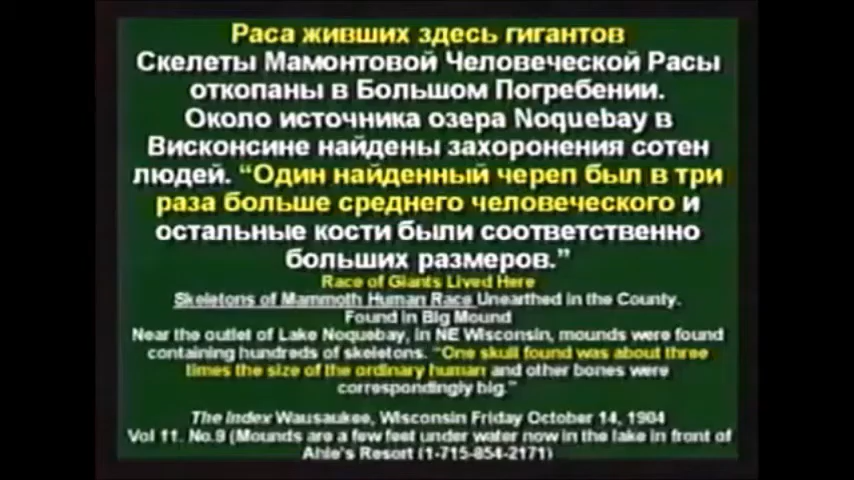 Раса живших здесь гигантов
Скелеты Мамонтовой Человеческой Расы
откопаны в Большом Погребении.
Около источника озера Noquebay в
Висконсине найдены захоронения сотен
людей. “Один найденный череп был в три
раза больше среднего человеческого и
остальные кости были соответственно
больших размеров.”
Race of Giants Lived Here
Skeletons of Mammoth Human Race Unearthed in the County.
Found in Big Mound
Near the outlet of Lake Noquebay, in NE Wisconsin, mounds were found
containing hundreds of skeletons. “One skull found was about three
times the size of the ordinary human and other bones were
correspondingly big.”
The Index Wausaukee, Wisconsin Friday October 14, 1904
Vol 11. No.9 (Mounds are a few feet under water now in the lake in front of
Ahle's Resort (1-715-854-2171)